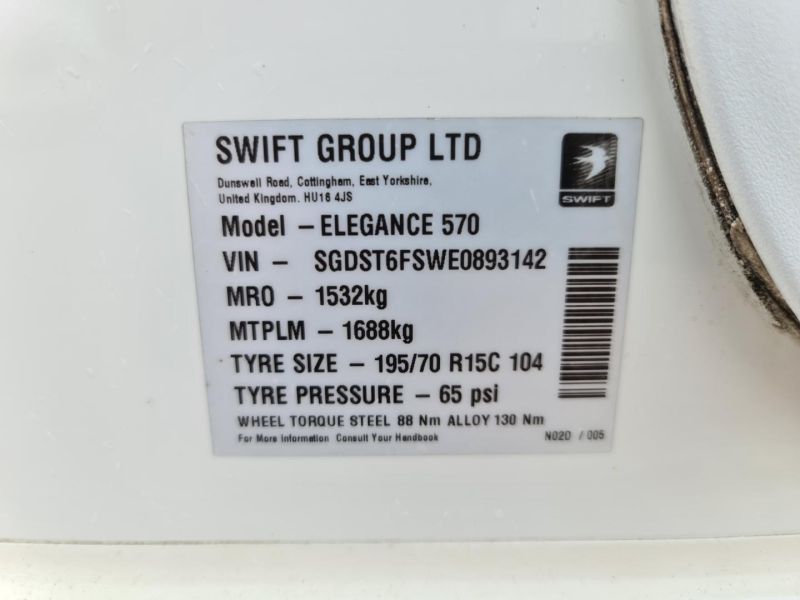 SWIFT GROUP LTD
Dunswell Road, Cottingham, East Yorkshire,
United Kingdom. HU16 4JS
SWIFT
Model – ELEGANCE 570
VIN – SGDST6FSWE0893142
MRO – 1532kg
MTPLM – 1688kg
TYRE SIZE – 195/70 R15C 104
TYRE PRESSURE – 65 psi
WHEEL TORQUE STEEL 88 Nm ALLOY 130 Nm
For More Information Consult Your Handbook
N020 / 005